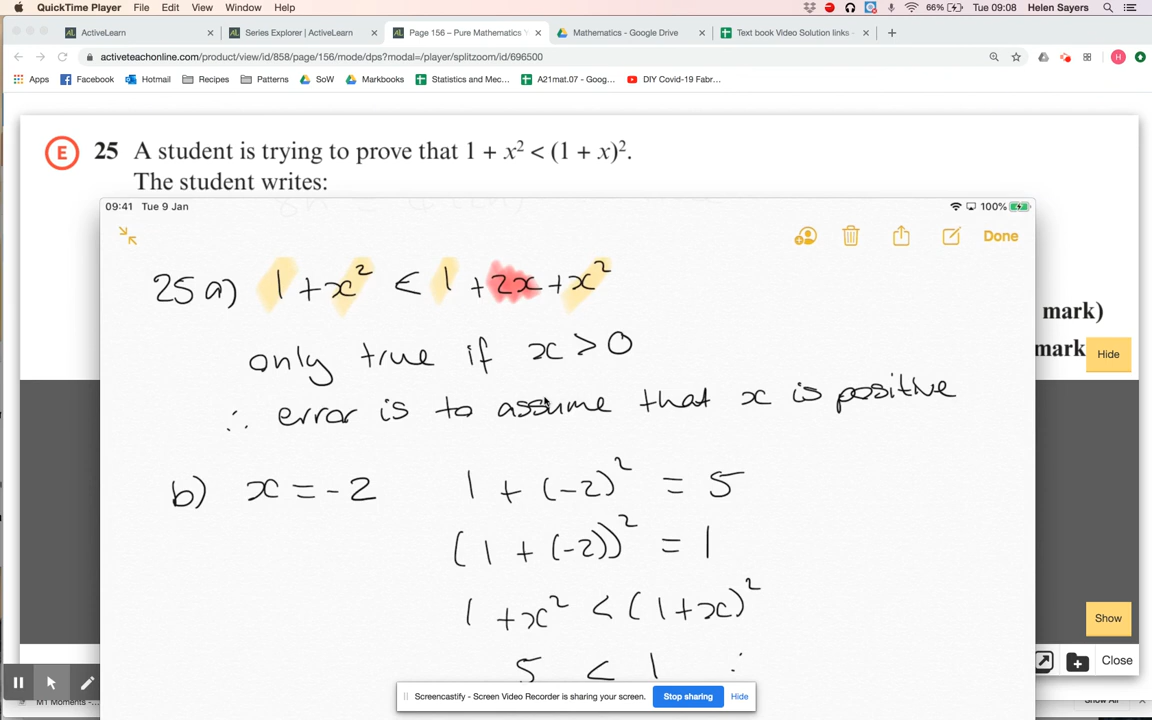 QuickTime Player File Edit View Window Help 66% Tue 09:08 Helen Sayers
ActiveLearn × Series Explorer | ActiveLearn × Page 156 – Pure Mathematics × Mathematics - Google Drive × Text book Video Solution links - × +
activeteachonline.com/product/view/id/858/page/156/mode/dps?modal=/player/splitzoom/id/696500
Apps Facebook Hotmail Recipes Patterns SoW Markbooks Statistics and Mec... A21mat.07 - Goog... DIY Covid-19 Fabr...
E 25 A student is trying to prove that 1 + x² < (1 + x)².
The student writes:
09:41 Tue 9 Jan 100%
Done
25 a) 1 + x² < 1 + 2x + x²
mark)
only true if x > 0
mark
Hide
∴ error is to assume that x is positive
b) x = -2 1 + (-2)² = 5
(1 + (-2))² = 1
1 + x² < (1+x)²
Show
5 < 1
Close
Screencastify - Screen Video Recorder is sharing your screen. Stop sharing Hide
M1 Moments -...
Show All